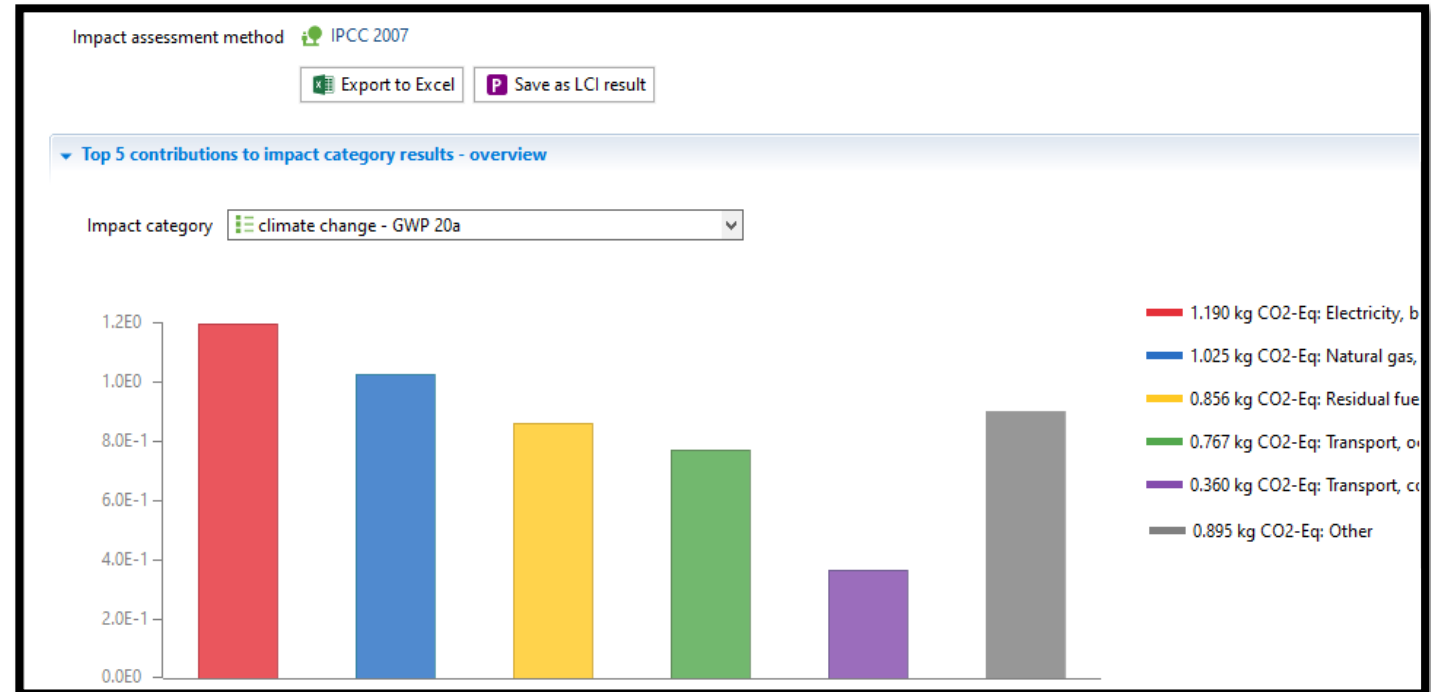 Impact assessment method IPCC 2007
Export to Excel Save as LCI result
Top 5 contributions to impact category results - overview
Impact category climate change - GWP 20a
1.2E0
1.0E0
8.0E-1
6.0E-1
4.0E-1
2.0E-1
0.0E0
1.190 kg CO2-Eq: Electricity, b
1.025 kg CO2-Eq: Natural gas,
0.856 kg CO2-Eq: Residual fue
0.767 kg CO2-Eq: Transport, o
0.360 kg CO2-Eq: Transport, c
0.895 kg CO2-Eq: Other